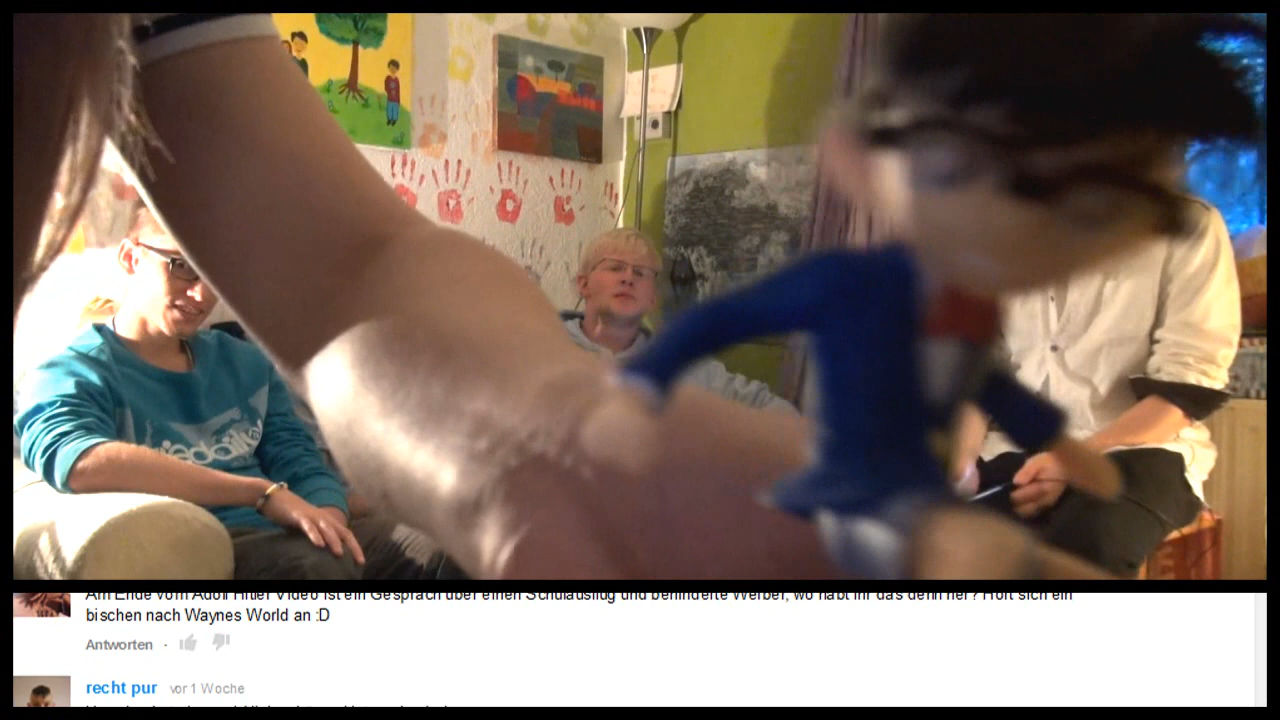 Am Ende vom Adolf Hitler Video ist ein Gespräch über einen Schulausflug und behinderte Werber, wo habt ihr das denn her? Hört sich ein
bischen nach Waynes World an :D
Antworten ·
recht pur vor 1 Woche